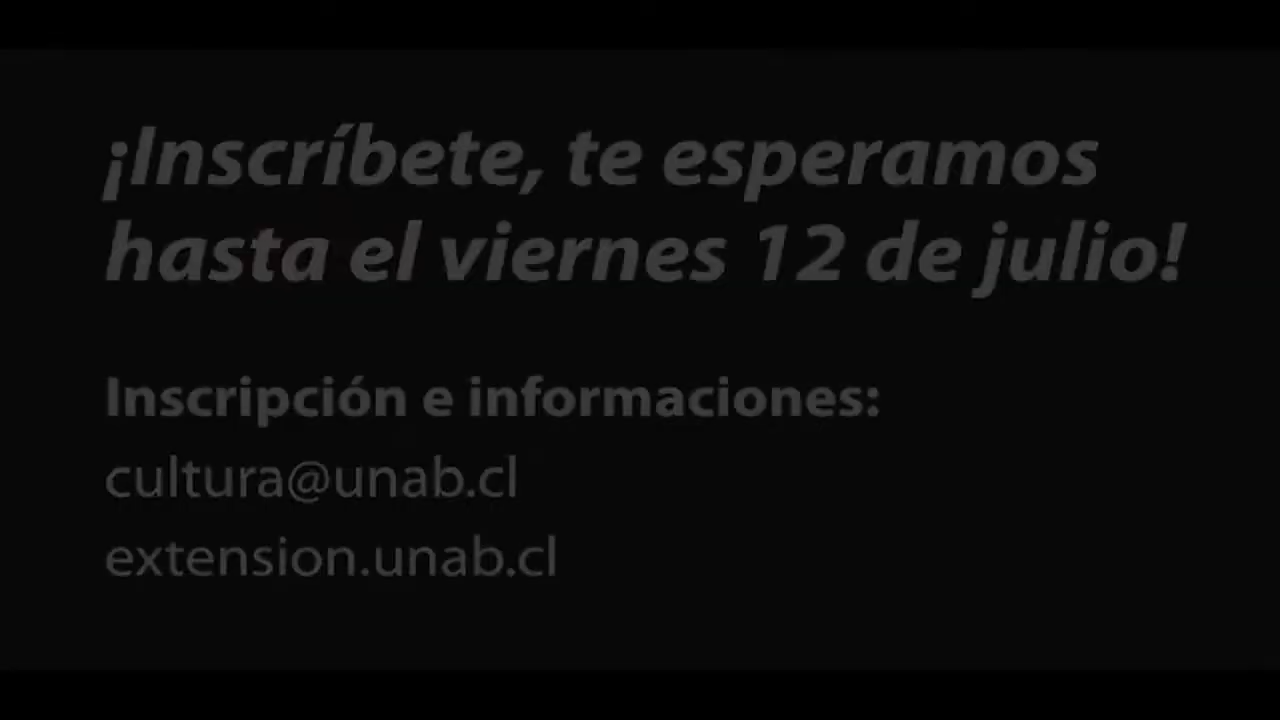 ¡Inscríbete, te esperamos
hasta el viernes 12 de julio!
Inscripción e informaciones:
cultura@unab.cl
extension.unab.cl